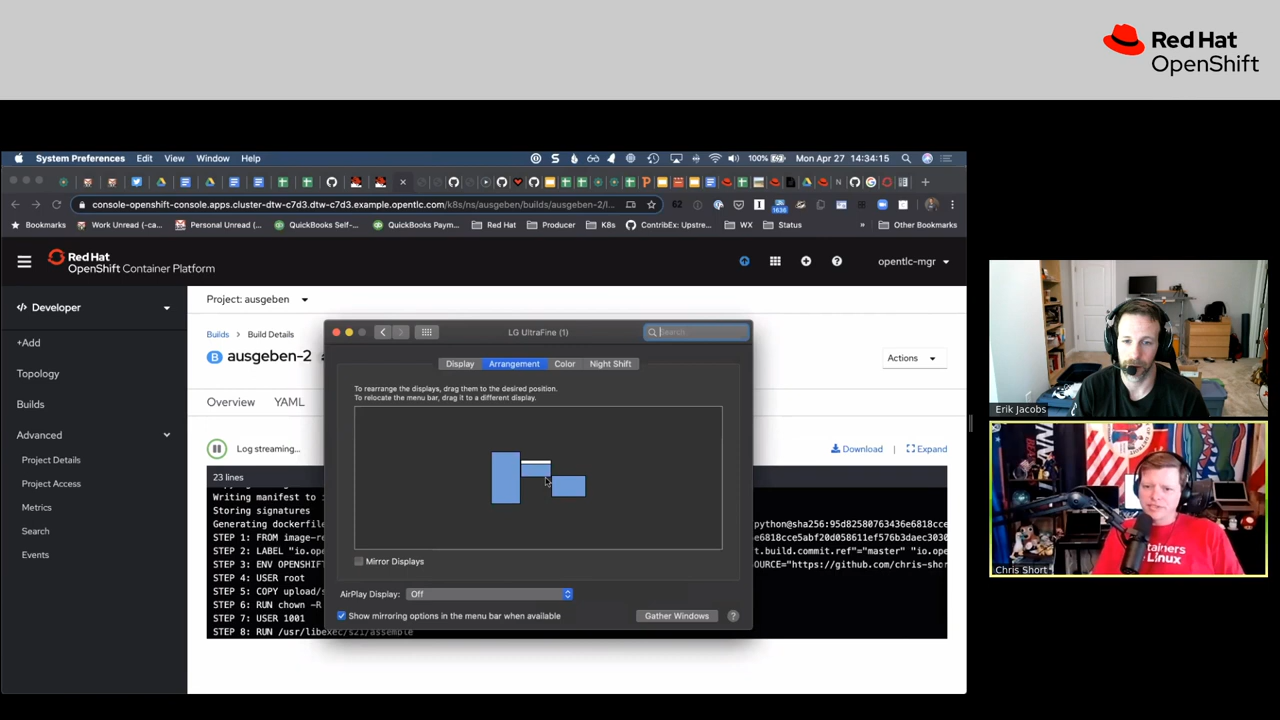 Red Hat
OpenShift
System Preferences Edit View Window Help 100% Mon Apr 27 14:34:15
console-openshift-console.apps.cluster-dtw-c7d3.dtw-c7d3.example.opentlc.com/k8s/ns/ausgeben/builds/ausgeben-2/l...
Bookmarks Work Unread (-ca... Personal Unread (... QuickBooks Self-... QuickBooks Paym... Red Hat Producer K8s ContribEx: Upstre... WX Status » Other Bookmarks
Red Hat
OpenShift Container Platform
opentlc-mgr
Developer
+Add
Topology
Builds
Advanced
Project Details
Project Access
Metrics
Search
Events
Project: ausgeben
Builds > Build Details
B ausgeben-2
Actions
Overview YAML
Log streaming...
Download | Expand
23 lines
Writing manifest to
Storing signatures
Generating dockerfile
python@sha256:95d82580763436e6818cce
STEP 1: FROM image-re
e6818cce5abf20d058611ef576b3daec3030
STEP 2: LABEL "io.ope
t.build.commit.ref"="master" "io.op
STEP 3: ENV OPENSHIFT
OURCE="https://github.com/chris-shor
STEP 4: USER root
STEP 5: COPY upload/s
STEP 6: RUN chown -R
STEP 7: USER 1001
STEP 8: RUN /usr/libexec/s2i/assemble
LG UltraFine (1)
Search
Display Arrangement Color Night Shift
To rearrange the displays, drag them to the desired position.
To relocate the menu bar, drag it to a different display.
Mirror Displays
AirPlay Display: Off
Show mirroring options in the menu bar when available
Gather Windows ?
Erik Jacobs
Chris Short